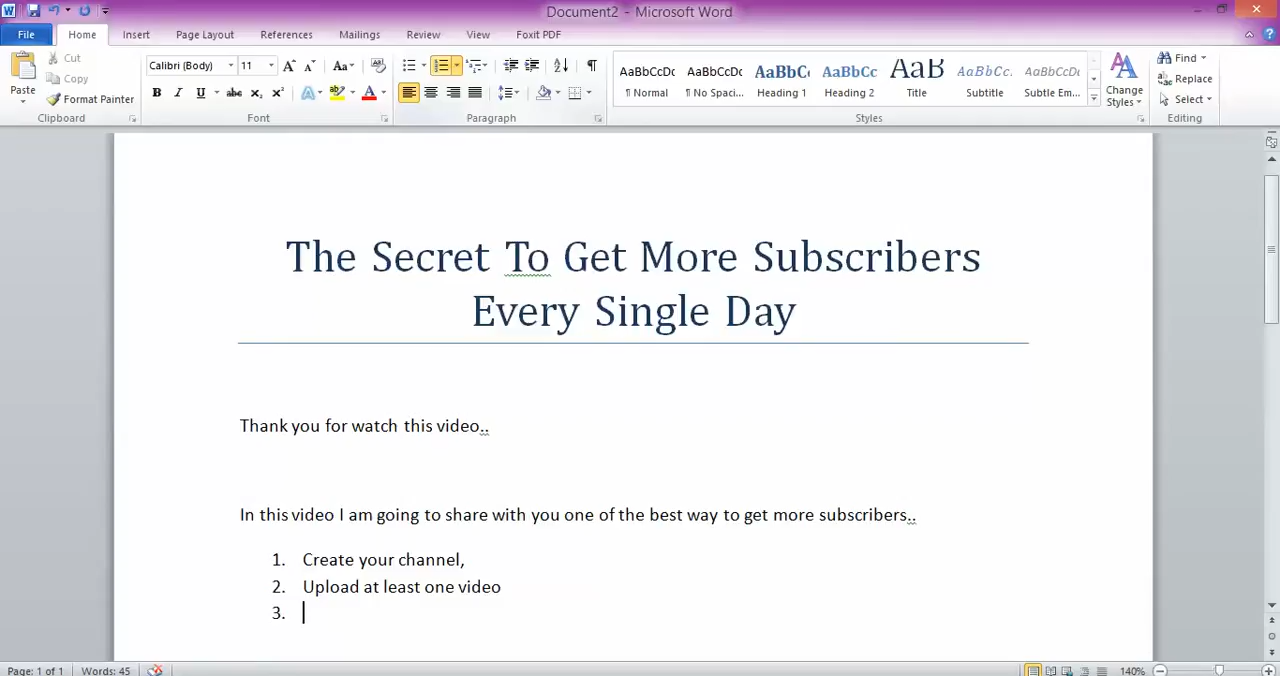 Document2 - Microsoft Word
File Home Insert Page Layout References Mailings Review View Foxit PDF
Paste
Cut
Copy
Format Painter
Clipboard
Calibri (Body) 11
Font
Paragraph
AaBbCcDc AaBbCcDc AaBbC AaBbCc AaB AaBbCc. AaBbCcDc
¶ Normal ¶ No Spaci... Heading 1 Heading 2 Title Subtitle Subtle Em...
Change
Styles
Styles
Find
Replace
Select
Editing
The Secret To Get More Subscribers
Every Single Day
Thank you for watch this video..
In this video I am going to share with you one of the best way to get more subscribers..
1. Create your channel,
2. Upload at least one video
3.
Page: 1 of 1 Words: 45 140%